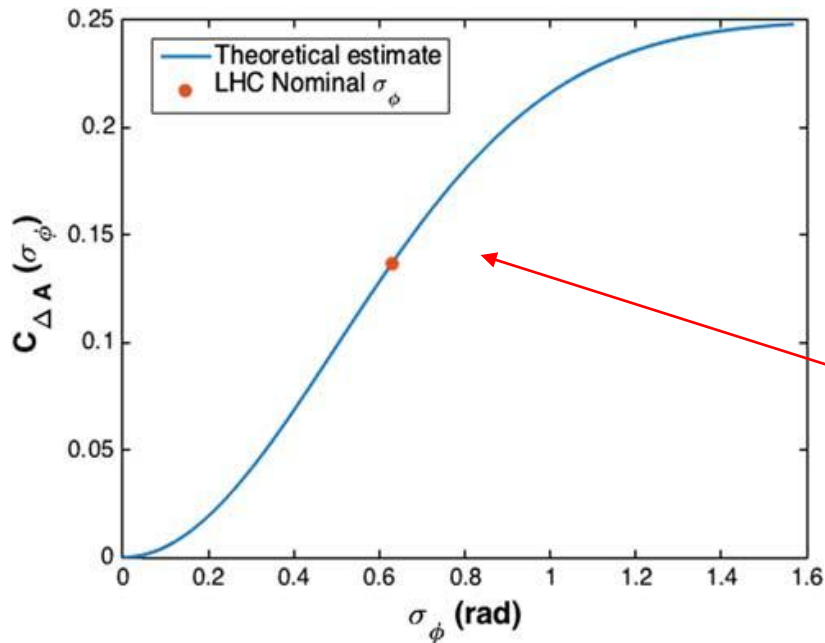 0.25
0.2
0.15
0.1
0.05
0
Theoretical estimate
LHC Nominal σ_ϕ
C_ΔA (σ_ϕ)
0 0.2 0.4 0.6 0.8 1 1.2 1.4 1.6
σ_ϕ (rad)